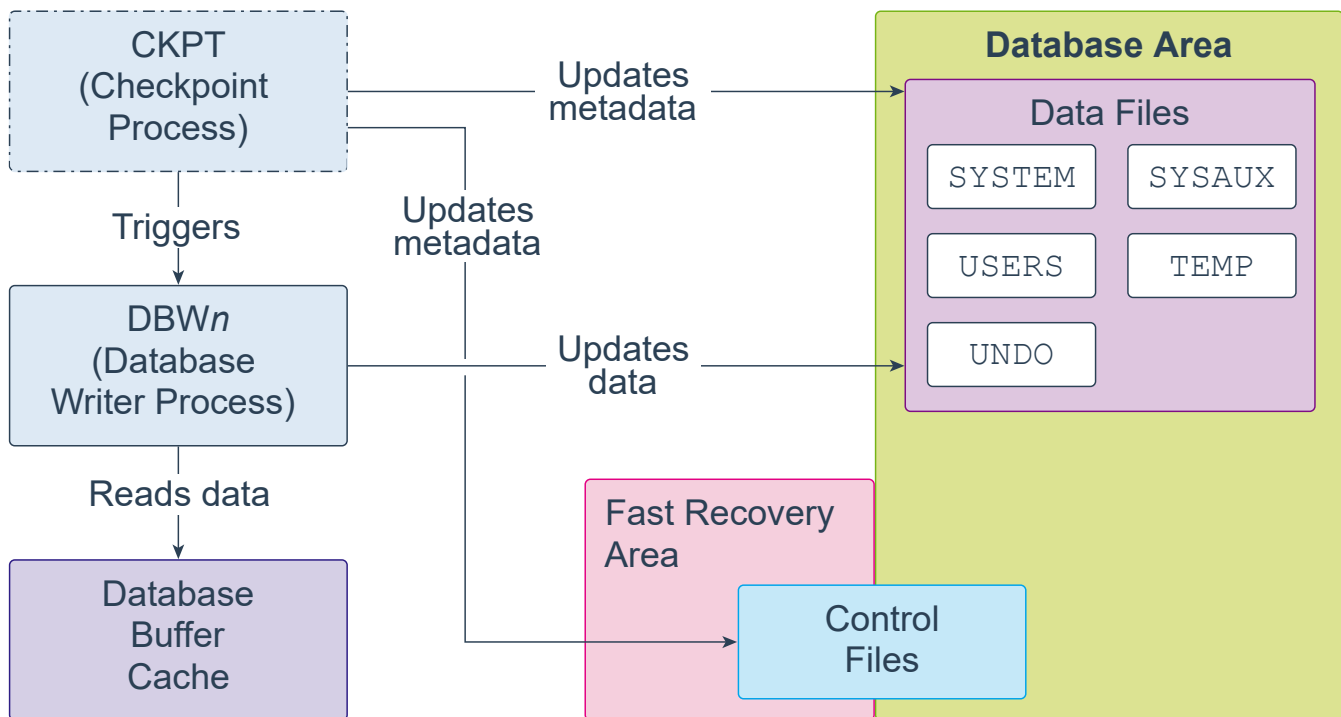 CKPT
(Checkpoint
Process)
Updates
metadata
Database Area
Data Files
SYSTEM
SYSAUX
USERS
TEMP
UNDO
Triggers
Updates
metadata
DBWn
(Database
Writer Process)
Updates
data
Reads data
Database
Buffer
Cache
Fast Recovery
Area
Control
Files